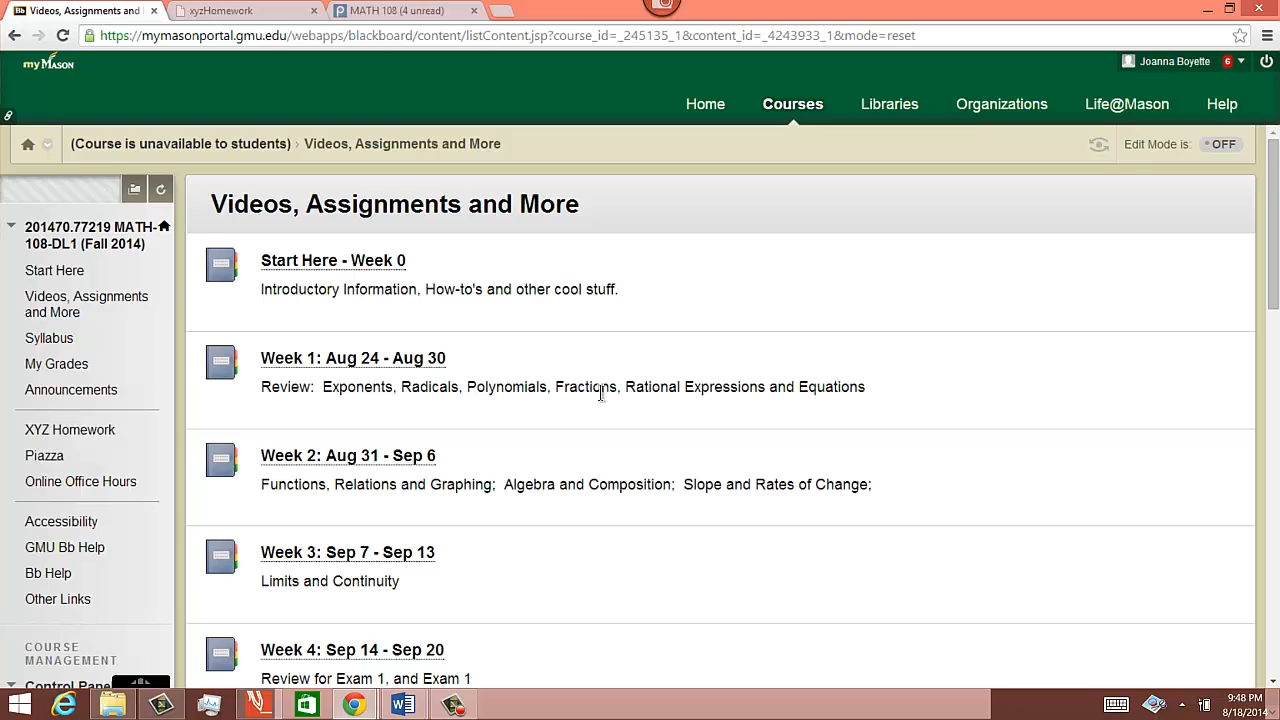 Videos, Assignments and
xyzHomework
MATH 108 (4 unread)
https://mymasonportal.gmu.edu/webapps/blackboard/content/listContent.jsp?course_id=_245135_1&content_id=_4243933_1&mode=reset
myMason
Joanna Boyette 6
Home Courses Libraries Organizations Life@Mason Help
(Course is unavailable to students) › Videos, Assignments and More
Edit Mode is: OFF
Videos, Assignments and More
201470.77219 MATH-
108-DL1 (Fall 2014)
Start Here
Videos, Assignments
and More
Syllabus
My Grades
Announcements
XYZ Homework
Piazza
Online Office Hours
Accessibility
GMU Bb Help
Bb Help
Other Links
COURSE
MANAGEMENT
Control Pane
Start Here - Week 0
Introductory Information, How-to's and other cool stuff.
Week 1: Aug 24 - Aug 30
Review: Exponents, Radicals, Polynomials, Fractions, Rational Expressions and Equations
Week 2: Aug 31 - Sep 6
Functions, Relations and Graphing; Algebra and Composition; Slope and Rates of Change;
Week 3: Sep 7 - Sep 13
Limits and Continuity
Week 4: Sep 14 - Sep 20
Review for Exam 1, and Exam 1
9:48 PM
8/18/2014